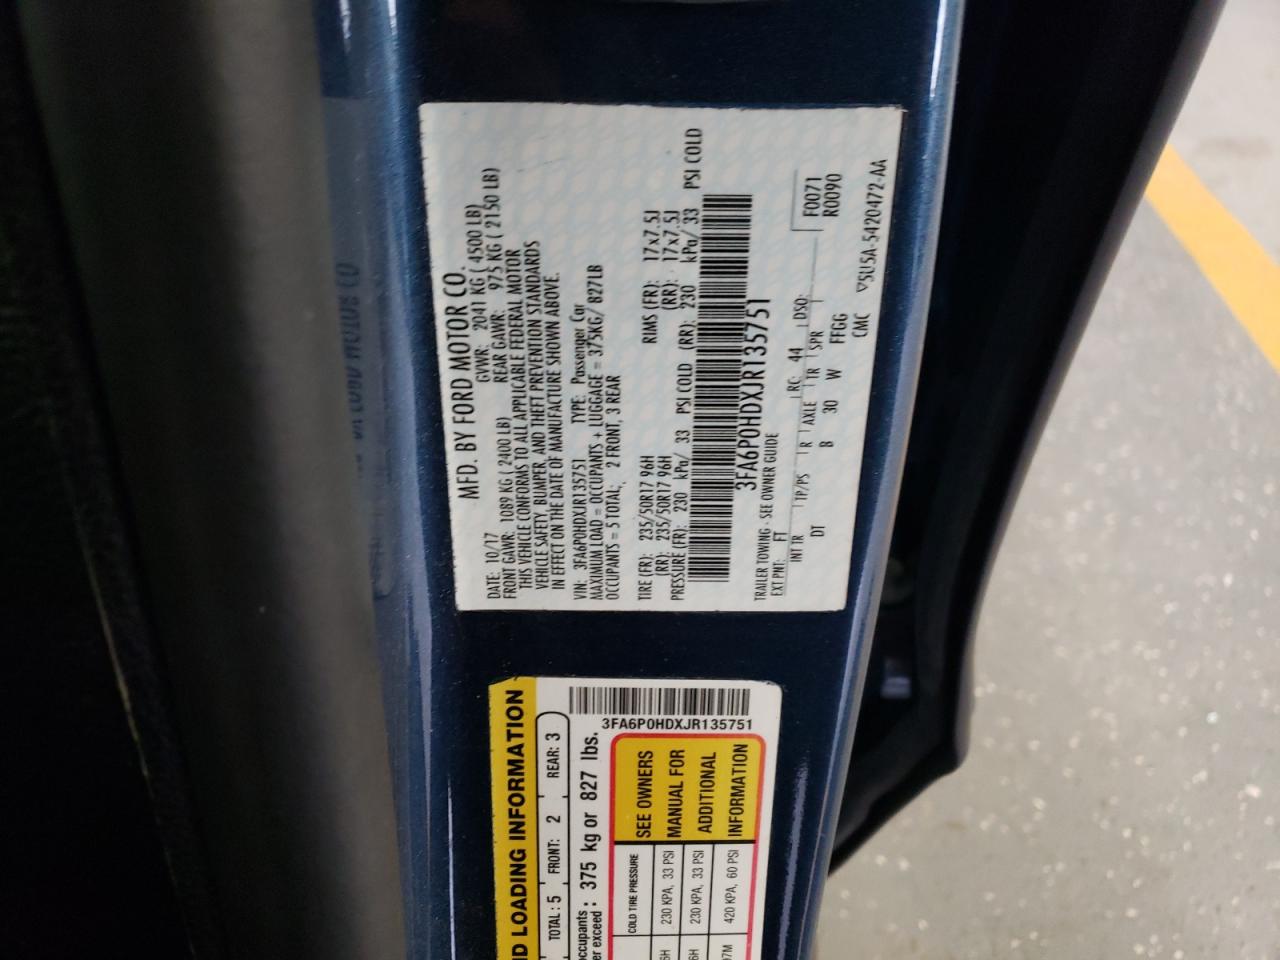 MFD. BY FORD MOTOR CO.
DATE: 10/17 GVWR: 2041 KG ( 4500 LB)
FRONT GAWR: 1089 KG ( 2400 LB) REAR GAWR: 975 KG ( 2150 LB)
THIS VEHICLE CONFORMS TO ALL APPLICABLE FEDERAL MOTOR
VEHICLE SAFETY, BUMPER, AND THEFT PREVENTION STANDARDS
IN EFFECT ON THE DATE OF MANUFACTURE SHOWN ABOVE.
VIN: 3FA6P0HDXJR135751 TYPE: Passenger Car
MAXIMUM LOAD = OCCUPANTS + LUGGAGE = 375KG/ 827LB
OCCUPANTS = 5 TOTAL; 2 FRONT, 3 REAR
TIRE (FR): 235/50R17 96H RIMS (FR): 17x7.5J
(RR): 235/50R17 96H (RR): 17x7.5J
PRESSURE (FR): 230 kPa/ 33 PSI COLD (RR): 230 kPa/ 33 PSI COLD
3FA6P0HDXJR135751
TRAILER TOWING - SEE OWNER GUIDE
EXT PNT: FT RC: 44 DSO: F0071
INT TR TP/PS R AXLE TR SPR R0090
DT B 30 W FFGG
CMC
▽5U5A-5420472-AA
3FA6P0HDXJR135751
LOADING INFORMATION
TOTAL : 5 FRONT: 2 REAR: 3
375 kg or 827 lbs.
COLD TIRE PRESSURE
230 KPA, 33 PSI
230 KPA, 33 PSI
420 KPA, 60 PSI
SEE OWNERS
MANUAL FOR
ADDITIONAL
INFORMATION